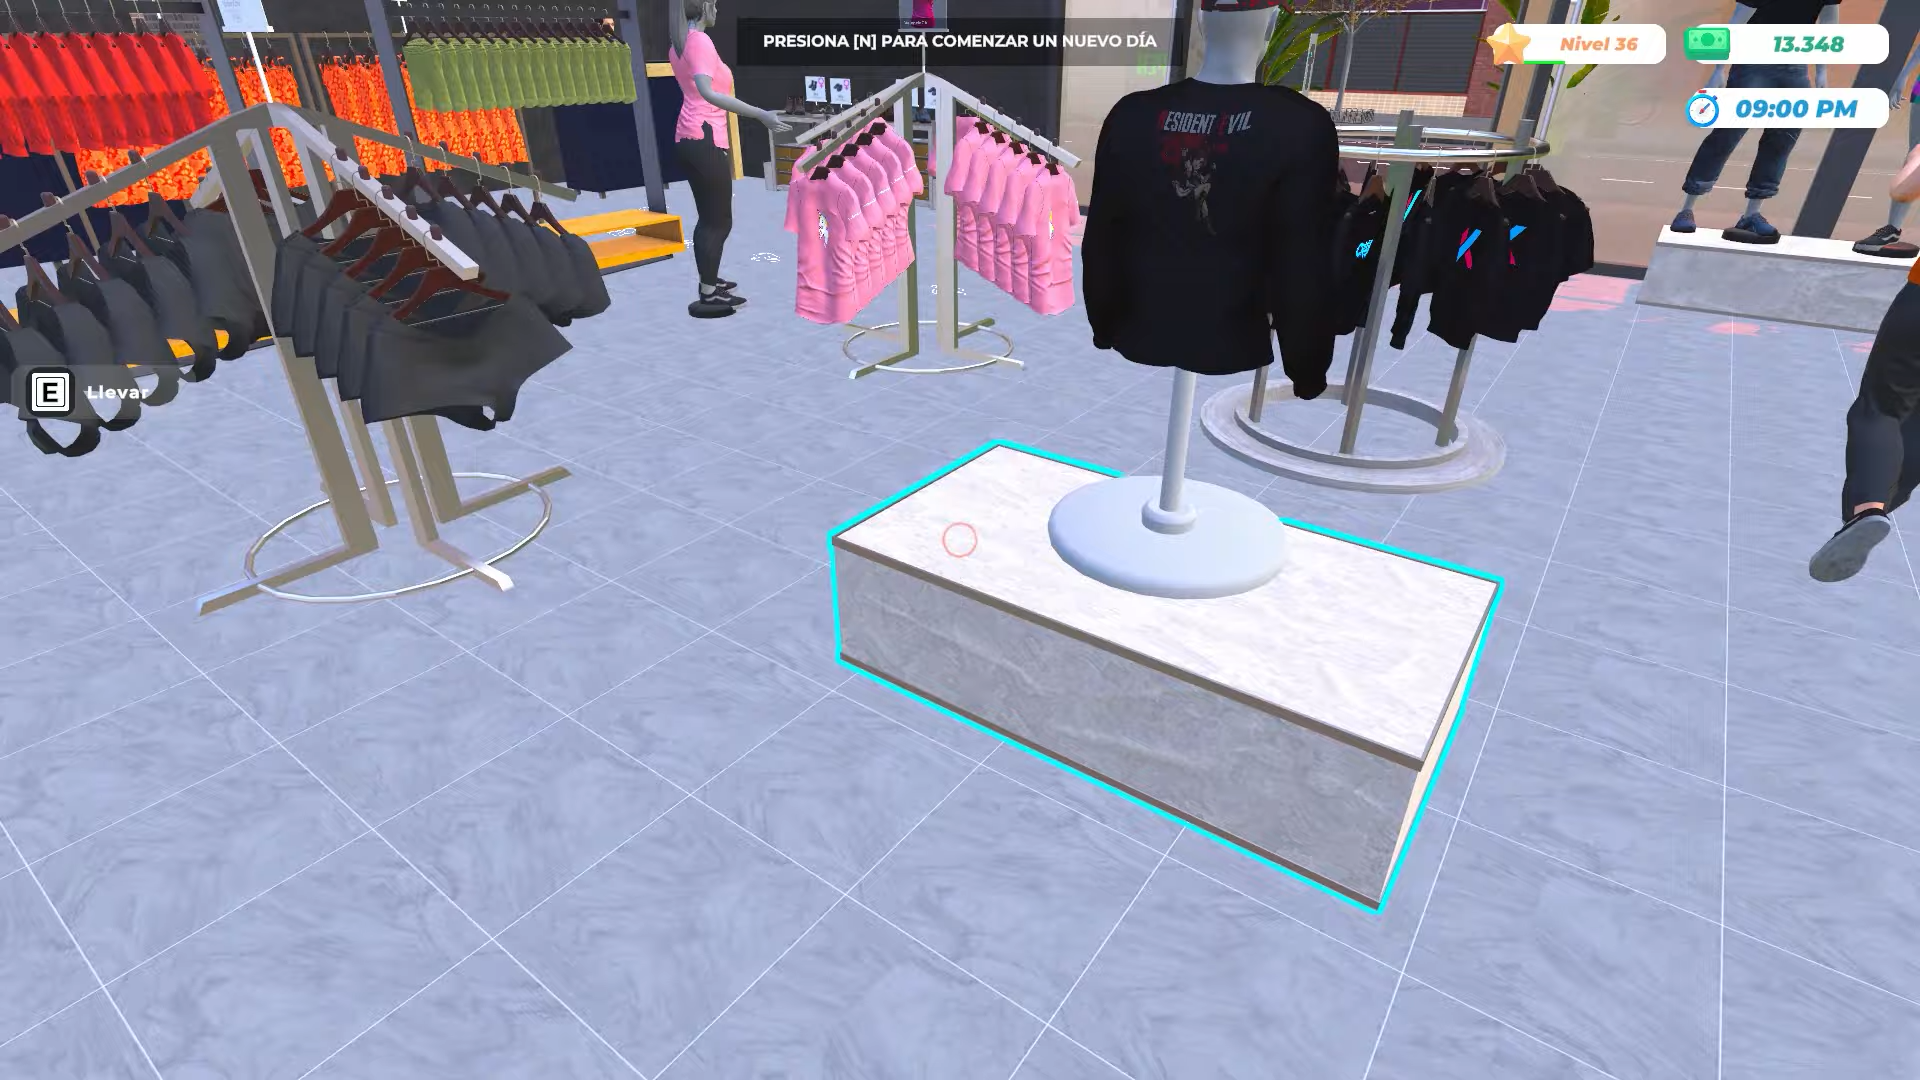 PRESIONA [N] PARA COMENZAR UN NUEVO DÍA
Nivel 36
13.348
09:00 PM
RESIDENT EVIL
E Llevar